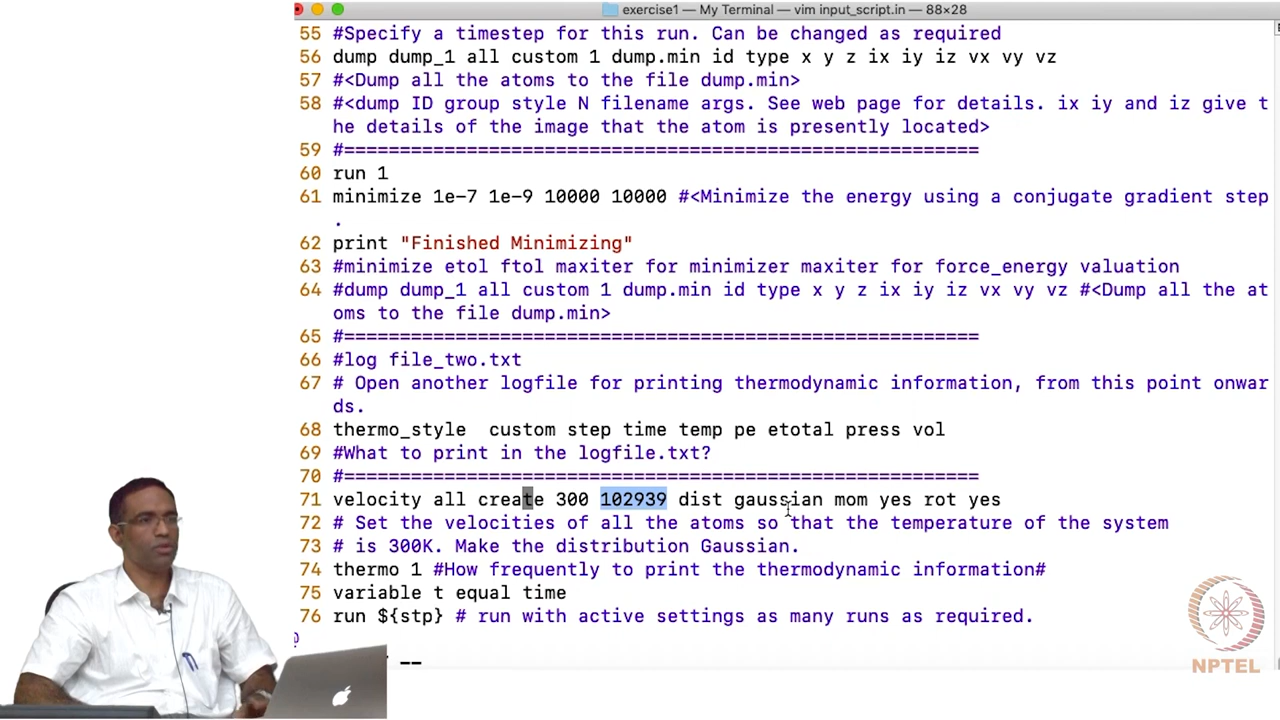 exercise1 — My Terminal — vim input_script.in — 88×28
55 #Specify a timestep for this run. Can be changed as required
56 dump dump_1 all custom 1 dump.min id type x y z ix iy iz vx vy vz
57 #<Dump all the atoms to the file dump.min>
58 #<dump ID group style N filename args. See web page for details. ix iy and iz give t
he details of the image that the atom is presently located>
59 #=========================================================
60 run 1
61 minimize 1e-7 1e-9 10000 10000 #<Minimize the energy using a conjugate gradient step
.
62 print "Finished Minimizing"
63 #minimize etol ftol maxiter for minimizer maxiter for force_energy valuation
64 #dump dump_1 all custom 1 dump.min id type x y z ix iy iz vx vy vz #<Dump all the at
oms to the file dump.min>
65 #=========================================================
66 #log file_two.txt
67 # Open another logfile for printing thermodynamic information, from this point onwar
ds.
68 thermo_style  custom step time temp pe etotal press vol
69 #What to print in the logfile.txt?
70 #=========================================================
71 velocity all create 300 102939 dist gaussian mom yes rot yes
72 # Set the velocities of all the atoms so that the temperature of the system
73 # is 300K. Make the distribution Gaussian.
74 thermo 1 #How frequently to print the thermodynamic information#
75 variable t equal time
76 run ${stp} # run with active settings as many runs as required.
@
NPTEL